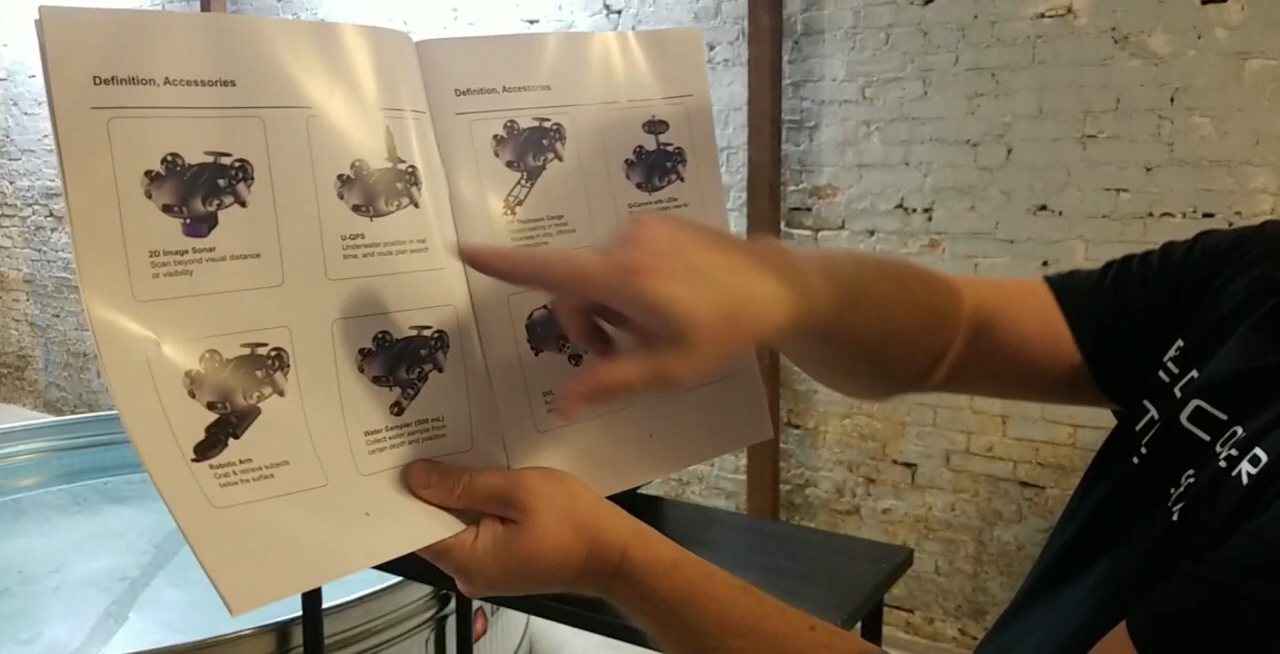 Definition, Accessories
2D Image Sonar
Scan beyond visual distance
or visibility
U-QPS
Underwater position in real
time, and route plan search
Robotic Arm
Grab & retrieve subjects
below the surface
Water Sampler (500 mL)
Collect water sample from
certain depth and position
Definition, Accessories
Thickness Gauge
Q-Camera with LEDs